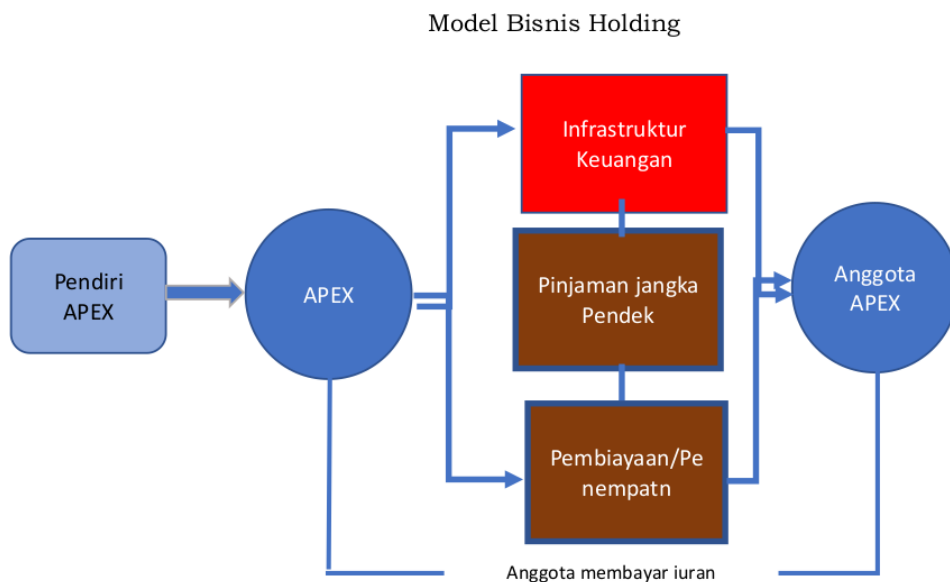 Model Bisnis Holding
Infrastruktur
Keuangan
Pendiri
APEX
APEX
Pinjaman jangka
Pendek
Anggota
APEX
Pembiayaan/Pe
nempatn
Anggota membayar iuran